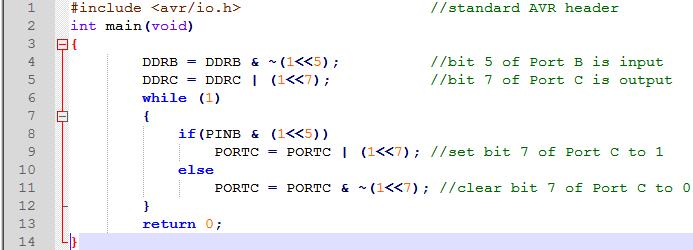 1 #include <avr/io.h> //standard AVR header
2 int main(void)
3 {
4 DDRB = DDRB & ~(1<<5); //bit 5 of Port B is input
5 DDRC = DDRC | (1<<7); //bit 7 of Port C is output
6 while (1)
7 {
8 if(PINB & (1<<5))
9 PORTC = PORTC | (1<<7); //set bit 7 of Port C to 1
10 else
11 PORTC = PORTC & ~(1<<7); //clear bit 7 of Port C to 0
12 }
13 return 0;
14 }